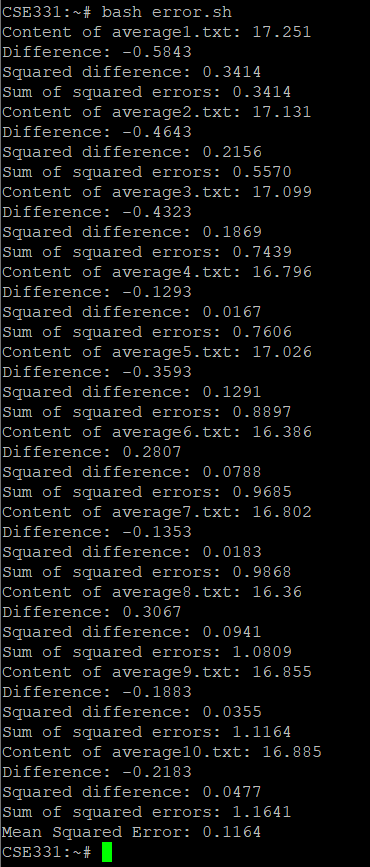 CSE331:~# bash error.sh
Content of average1.txt: 17.251
Difference: -0.5843
Squared difference: 0.3414
Sum of squared errors: 0.3414
Content of average2.txt: 17.131
Difference: -0.4643
Squared difference: 0.2156
Sum of squared errors: 0.5570
Content of average3.txt: 17.099
Difference: -0.4323
Squared difference: 0.1869
Sum of squared errors: 0.7439
Content of average4.txt: 16.796
Difference: -0.1293
Squared difference: 0.0167
Sum of squared errors: 0.7606
Content of average5.txt: 17.026
Difference: -0.3593
Squared difference: 0.1291
Sum of squared errors: 0.8897
Content of average6.txt: 16.386
Difference: 0.2807
Squared difference: 0.0788
Sum of squared errors: 0.9685
Content of average7.txt: 16.802
Difference: -0.1353
Squared difference: 0.0183
Sum of squared errors: 0.9868
Content of average8.txt: 16.36
Difference: 0.3067
Squared difference: 0.0941
Sum of squared errors: 1.0809
Content of average9.txt: 16.855
Difference: -0.1883
Squared difference: 0.0355
Sum of squared errors: 1.1164
Content of average10.txt: 16.885
Difference: -0.2183
Squared difference: 0.0477
Sum of squared errors: 1.1641
Mean Squared Error: 0.1164
CSE331:~#